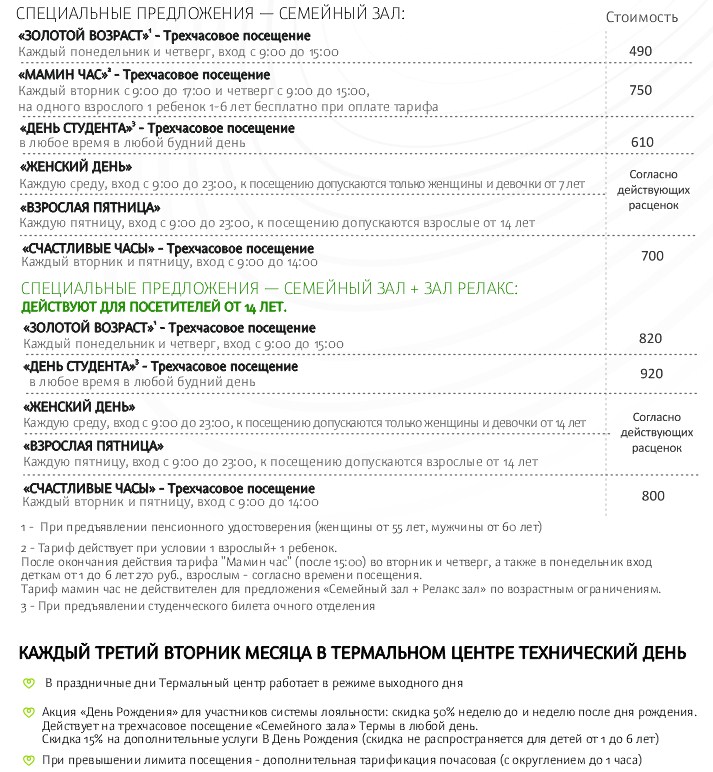 СПЕЦИАЛЬНЫЕ ПРЕДЛОЖЕНИЯ — СЕМЕЙНЫЙ ЗАЛ:
Стоимость
«ЗОЛОТОЙ ВОЗРАСТ»¹ - Трехчасовое посещение
Каждый понедельник и четверг, вход с 9:00 до 15:00
490
«МАМИН ЧАС»² - Трехчасовое посещение
Каждый вторник с 9:00 до 17:00 и четверг с 9:00 до 15:00,
на одного взрослого 1 ребенок 1-6 лет бесплатно при оплате тарифа
750
«ДЕНЬ СТУДЕНТА»³ - Трехчасовое посещение
в любое время в любой будний день
610
«ЖЕНСКИЙ ДЕНЬ»
Каждую среду, вход с 9:00 до 23:00, к посещению допускаются только женщины и девочки от 7 лет
«ВЗРОСЛАЯ ПЯТНИЦА»
Каждую пятницу, вход с 9:00 до 23:00, к посещению допускаются взрослые от 14 лет
Согласно
действующих
расценок
«СЧАСТЛИВЫЕ ЧАСЫ» - Трехчасовое посещение
Каждый вторник и пятницу, вход с 9:00 до 14:00
700
СПЕЦИАЛЬНЫЕ ПРЕДЛОЖЕНИЯ — СЕМЕЙНЫЙ ЗАЛ + ЗАЛ РЕЛАКС:
ДЕЙСТВУЮТ ДЛЯ ПОСЕТИТЕЛЕЙ ОТ 14 ЛЕТ.
«ЗОЛОТОЙ ВОЗРАСТ»¹ - Трехчасовое посещение
Каждый понедельник и четверг, вход с 9:00 до 15:00
820
«ДЕНЬ СТУДЕНТА»³ - Трехчасовое посещение
в любое время в любой будний день
920
«ЖЕНСКИЙ ДЕНЬ»
Каждую среду, вход с 9:00 до 23:00, к посещению допускаются только женщины и девочки от 14 лет
«ВЗРОСЛАЯ ПЯТНИЦА»
Каждую пятницу, вход с 9:00 до 23:00, к посещению допускаются взрослые от 14 лет
Согласно
действующих
расценок
«СЧАСТЛИВЫЕ ЧАСЫ» - Трехчасовое посещение
Каждый вторник и пятницу, вход с 9:00 до 14:00
800
1 - При предъявлении пенсионного удостоверения (женщины от 55 лет, мужчины от 60 лет)
2 - Тариф действует при условии 1 взрослый+ 1 ребенок.
После окончания действия тарифа "Мамин час" (после 15:00) во вторник и четверг, а также в понедельник вход
деткам от 1 до 6 лет 270 руб., взрослым - согласно времени посещения.
Тариф мамин час не действителен для предложения «Семейный зал + Релакс зал» по возрастным ограничениям.
3 - При предъявлении студенческого билета очного отделения
КАЖДЫЙ ТРЕТИЙ ВТОРНИК МЕСЯЦА В ТЕРМАЛЬНОМ ЦЕНТРЕ ТЕХНИЧЕСКИЙ ДЕНЬ
В праздничные дни Термальный центр работает в режиме выходного дня
Акция «День Рождения» для участников системы лояльности: скидка 50% неделю до и неделю после дня рождения.
Действует на трехчасовое посещение «Семейного зала» Термы в любой день.
Скидка 15% на дополнительные услуги В День Рождения (скидка не распространяется для детей от 1 до 6 лет)
При превышении лимита посещения - дополнительная тарификация почасовая (с округлением до 1 часа)